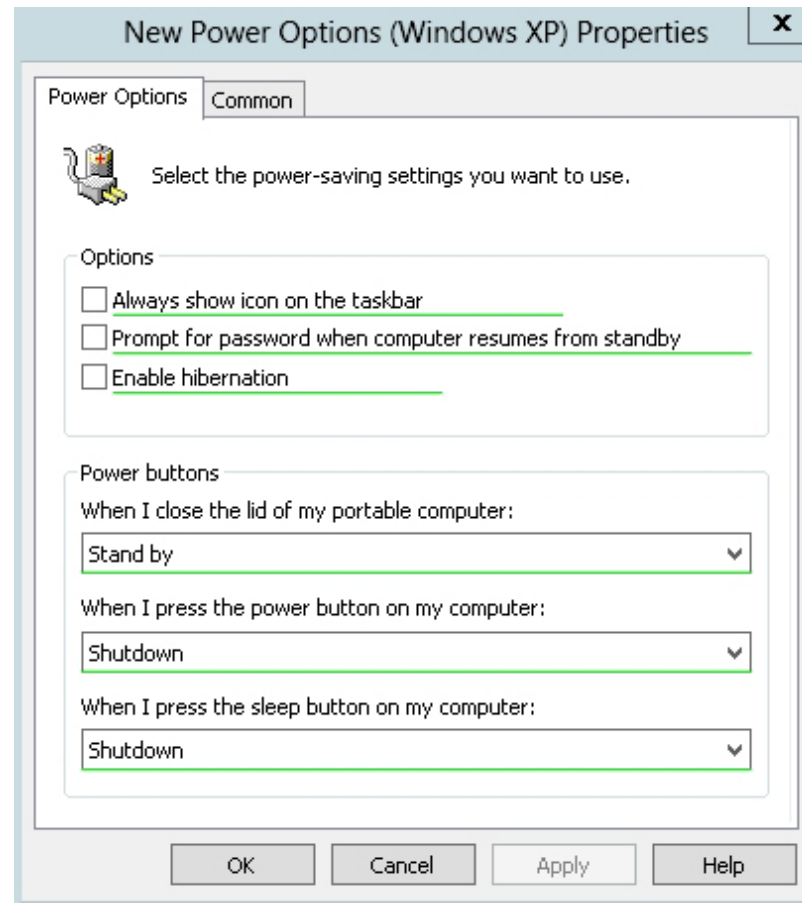 New Power Options (Windows XP) Properties
x
Power Options
Common
Select the power-saving settings you want to use.
Options
Always show icon on the taskbar
Prompt for password when computer resumes from standby
Enable hibernation
Power buttons
When I close the lid of my portable computer:
Stand by
When I press the power button on my computer:
Shutdown
When I press the sleep button on my computer:
Shutdown
OK
Cancel
Apply
Help